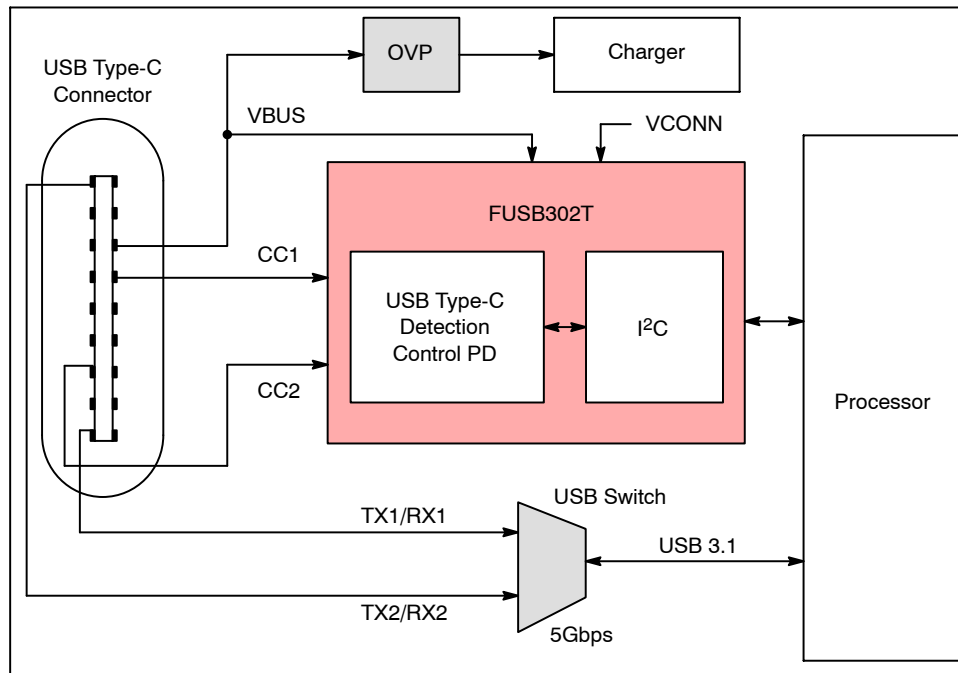 OVP
Charger
USB Type-C
Connector
VBUS
VCONN
FUSB302T
CC1
USB Type-C
Detection
Control PD
I²C
CC2
Processor
USB Switch
TX1/RX1
USB 3.1
TX2/RX2
5Gbps